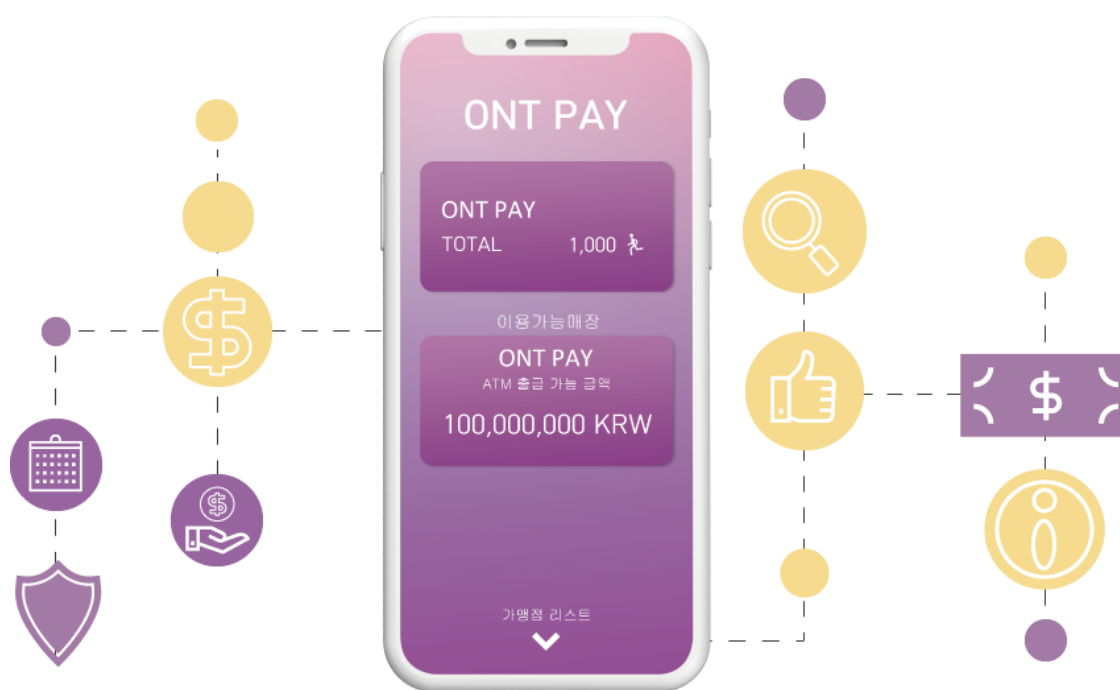 ONT PAY
ONT PAY
TOTAL 1,000
이용가능매장
ONT PAY
ATM 출금 가능 금액
100,000,000 KRW
가맹점 리스트
$
$
$